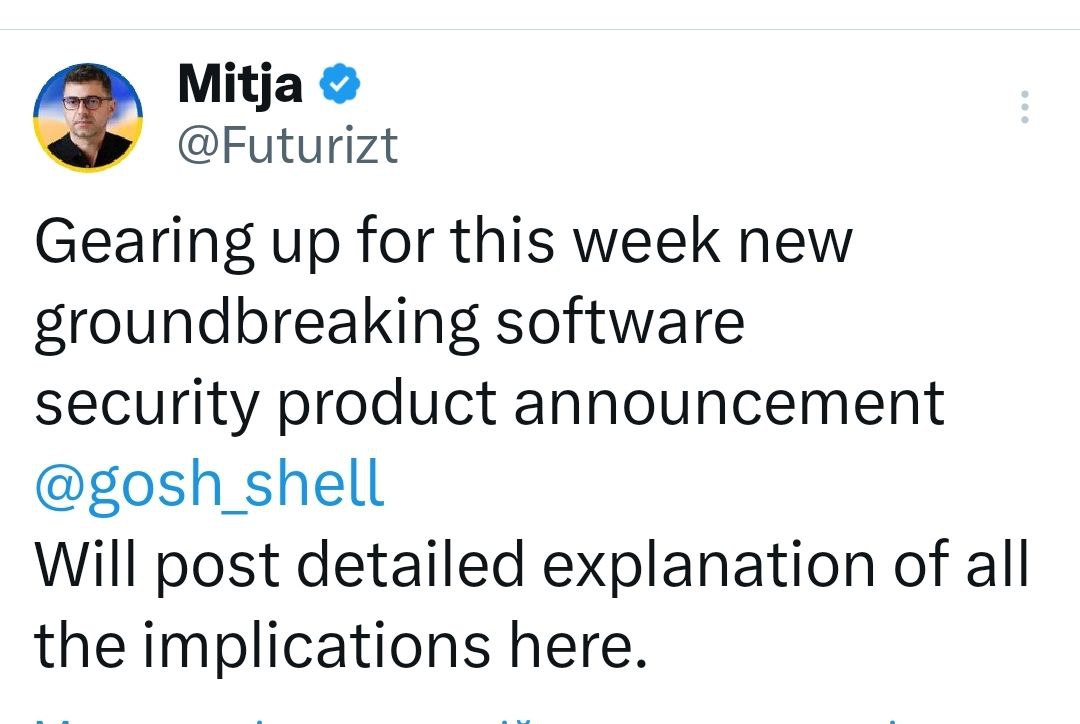 Mitja
@Futurizt
Gearing up for this week new
groundbreaking software
security product announcement
@gosh_shell
Will post detailed explanation of all
the implications here.